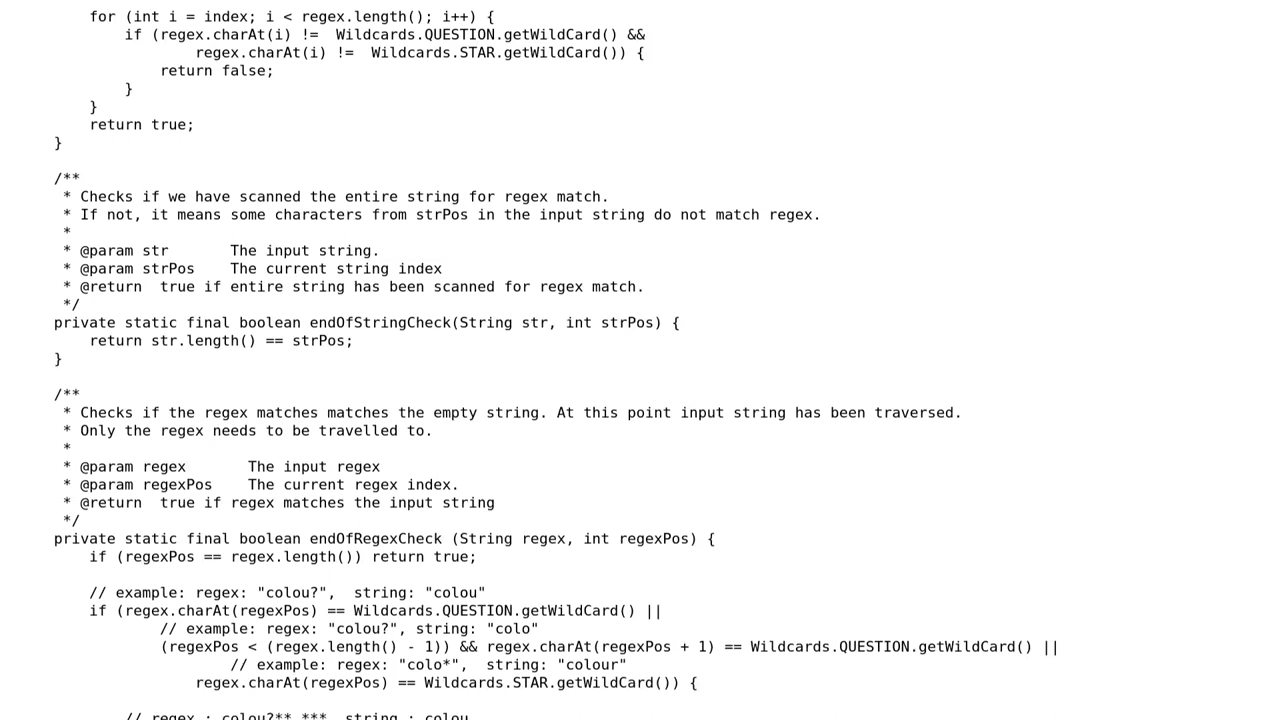 for (int i = index; i < regex.length(); i++) {
if (regex.charAt(i) !=  Wildcards.QUESTION.getWildCard() &&
regex.charAt(i) !=  Wildcards.STAR.getWildCard()) {
return false;
}
}
return true;
}
/**
* Checks if we have scanned the entire string for regex match.
* If not, it means some characters from strPos in the input string do not match regex.
*
* @param str       The input string.
* @param strPos    The current string index
* @return  true if entire string has been scanned for regex match.
*/
private static final boolean endOfStringCheck(String str, int strPos) {
return str.length() == strPos;
}
/**
* Checks if the regex matches matches the empty string. At this point input string has been traversed.
* Only the regex needs to be travelled to.
*
* @param regex       The input regex
* @param regexPos    The current regex index.
* @return  true if regex matches the input string
*/
private static final boolean endOfRegexCheck (String regex, int regexPos) {
if (regexPos == regex.length()) return true;
// example: regex: "colou?",  string: "colou"
if (regex.charAt(regexPos) == Wildcards.QUESTION.getWildCard() ||
// example: regex: "colou?", string: "colo"
(regexPos < (regex.length() - 1)) && regex.charAt(regexPos + 1) == Wildcards.QUESTION.getWildCard() ||
// example: regex: "colo*",  string: "colour"
regex.charAt(regexPos) == Wildcards.STAR.getWildCard()) {
// regex : colou?** ***  string : colou